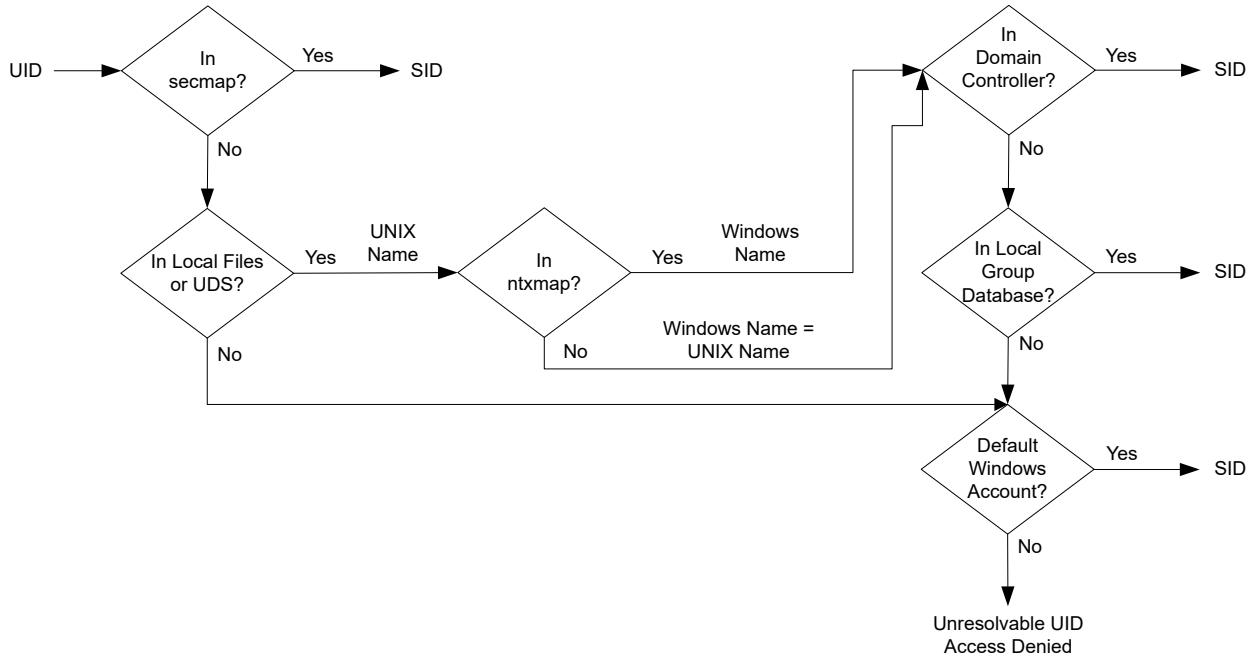 UID
In
secmap?
Yes
SID
No
In Local Files
or UDS?
Yes
UNIX
Name
No
In
ntxmap?
Yes
Windows
Name
No
Windows Name =
UNIX Name
In
Domain
Controller?
Yes
SID
No
In Local
Group
Database?
Yes
SID
No
Default
Windows
Account?
Yes
SID
No
Unresolvable UID
Access Denied